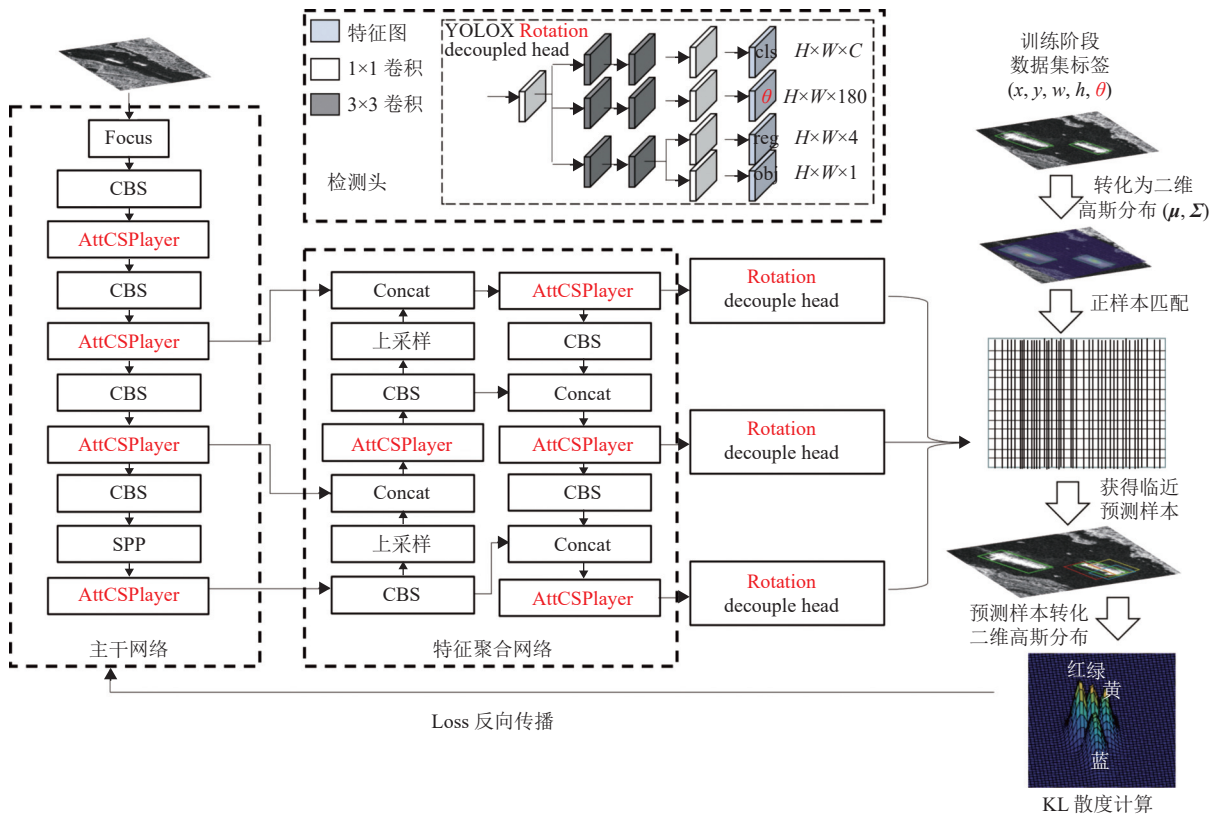 特征图
1×1 卷积
3×3 卷积
检测头
YOLOX Rotation
decoupled head
cls
H×W×C
θ
H×W×180
reg
H×W×4
obj
H×W×1
Focus
CBS
AttCSPlayer
CBS
AttCSPlayer
CBS
AttCSPlayer
CBS
SPP
AttCSPlayer
主干网络
Concat
上采样
CBS
AttCSPlayer
Concat
上采样
CBS
AttCSPlayer
CBS
Concat
AttCSPlayer
CBS
Concat
AttCSPlayer
特征聚合网络
Rotation
decouple head
Rotation
decouple head
Rotation
decouple head
训练阶段
数据集标签
(x, y, w, h, θ)
转化为二维
高斯分布 (μ, Σ)
正样本匹配
获得临近
预测样本
预测样本转化
二维高斯分布
红绿
黄
蓝
KL 散度计算
Loss 反向传播